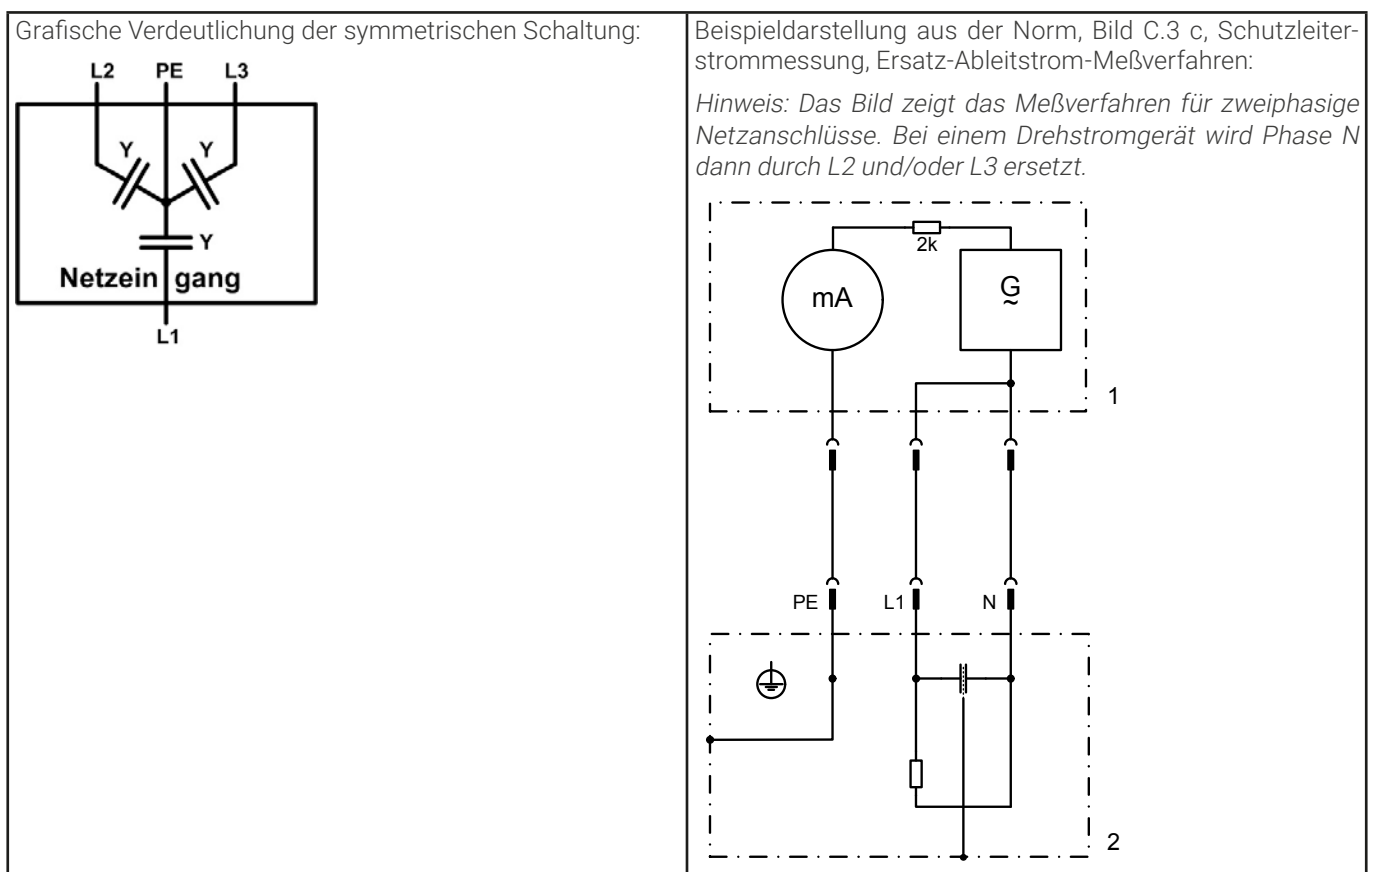 Grafische Verdeutlichung der symmetrischen Schaltung:
L2 PE L3
Y Y
Y
Netzein gang
L1
Beispieldarstellung aus der Norm, Bild C.3 c, Schutzleiter-
strommessung, Ersatz-Ableitstrom-Meßverfahren:
Hinweis: Das Bild zeigt das Meßverfahren für zweiphasige
Netzanschlüsse. Bei einem Drehstromgerät wird Phase N
dann durch L2 und/oder L3 ersetzt.
2k
mA G
~
1
PE L1 N
2